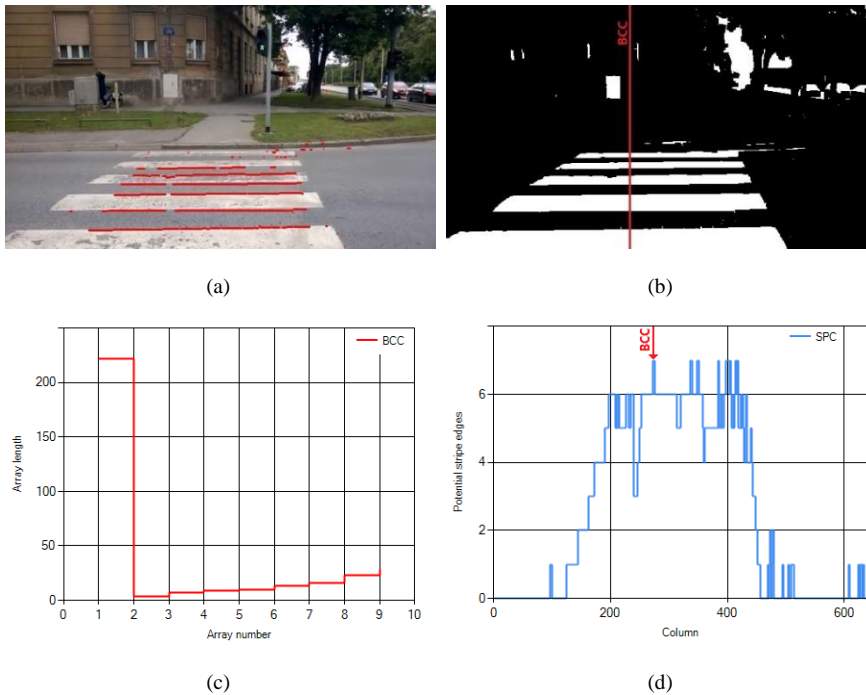 BCC
(a)
(b)
BCC
200
150
100
50
0
0 1 2 3 4 5 6 7 8 9 10
Array length
Array number
BCC
SPC
6
4
2
0
0 200 400 600
Potential stripe edges
Column
(c)
(d)